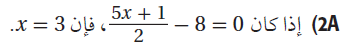 2A) إذا كان 5x + 1/2 − 8 = 0، فإن x = 3.